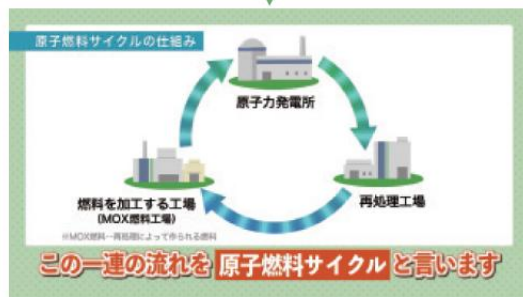 原子燃料サイクルの仕組み
原子力発電所
燃料を加工する工場
(MOX燃料工場)
再処理工場
※MOX燃料…再処理によって作られる燃料
この一連の流れを 原子燃料サイクル と言います